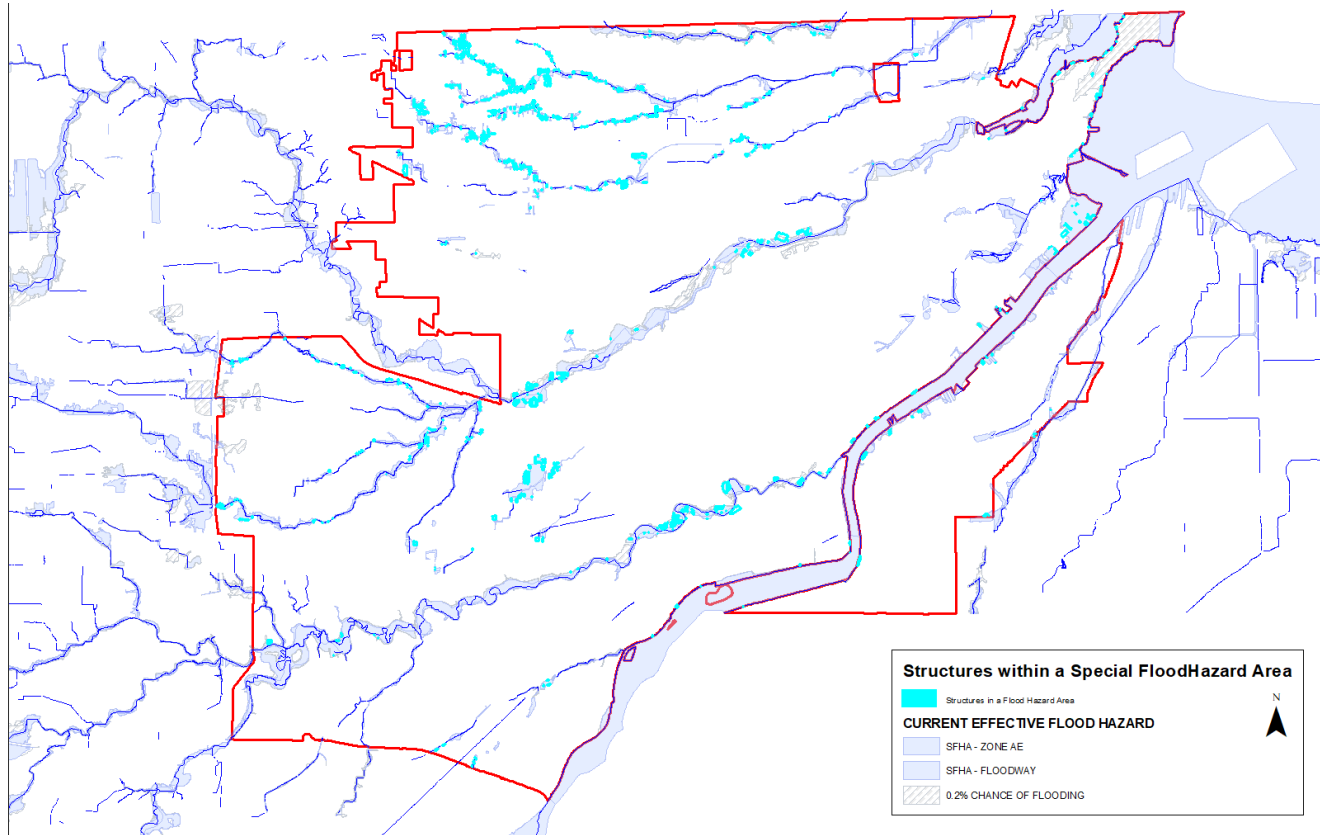 Structures within a Special FloodHazard Area
Structures in a Flood Hazard Area
N
CURRENT EFFECTIVE FLOOD HAZARD
SFHA - ZONE AE
SFHA - FLOODWAY
0.2% CHANCE OF FLOODING